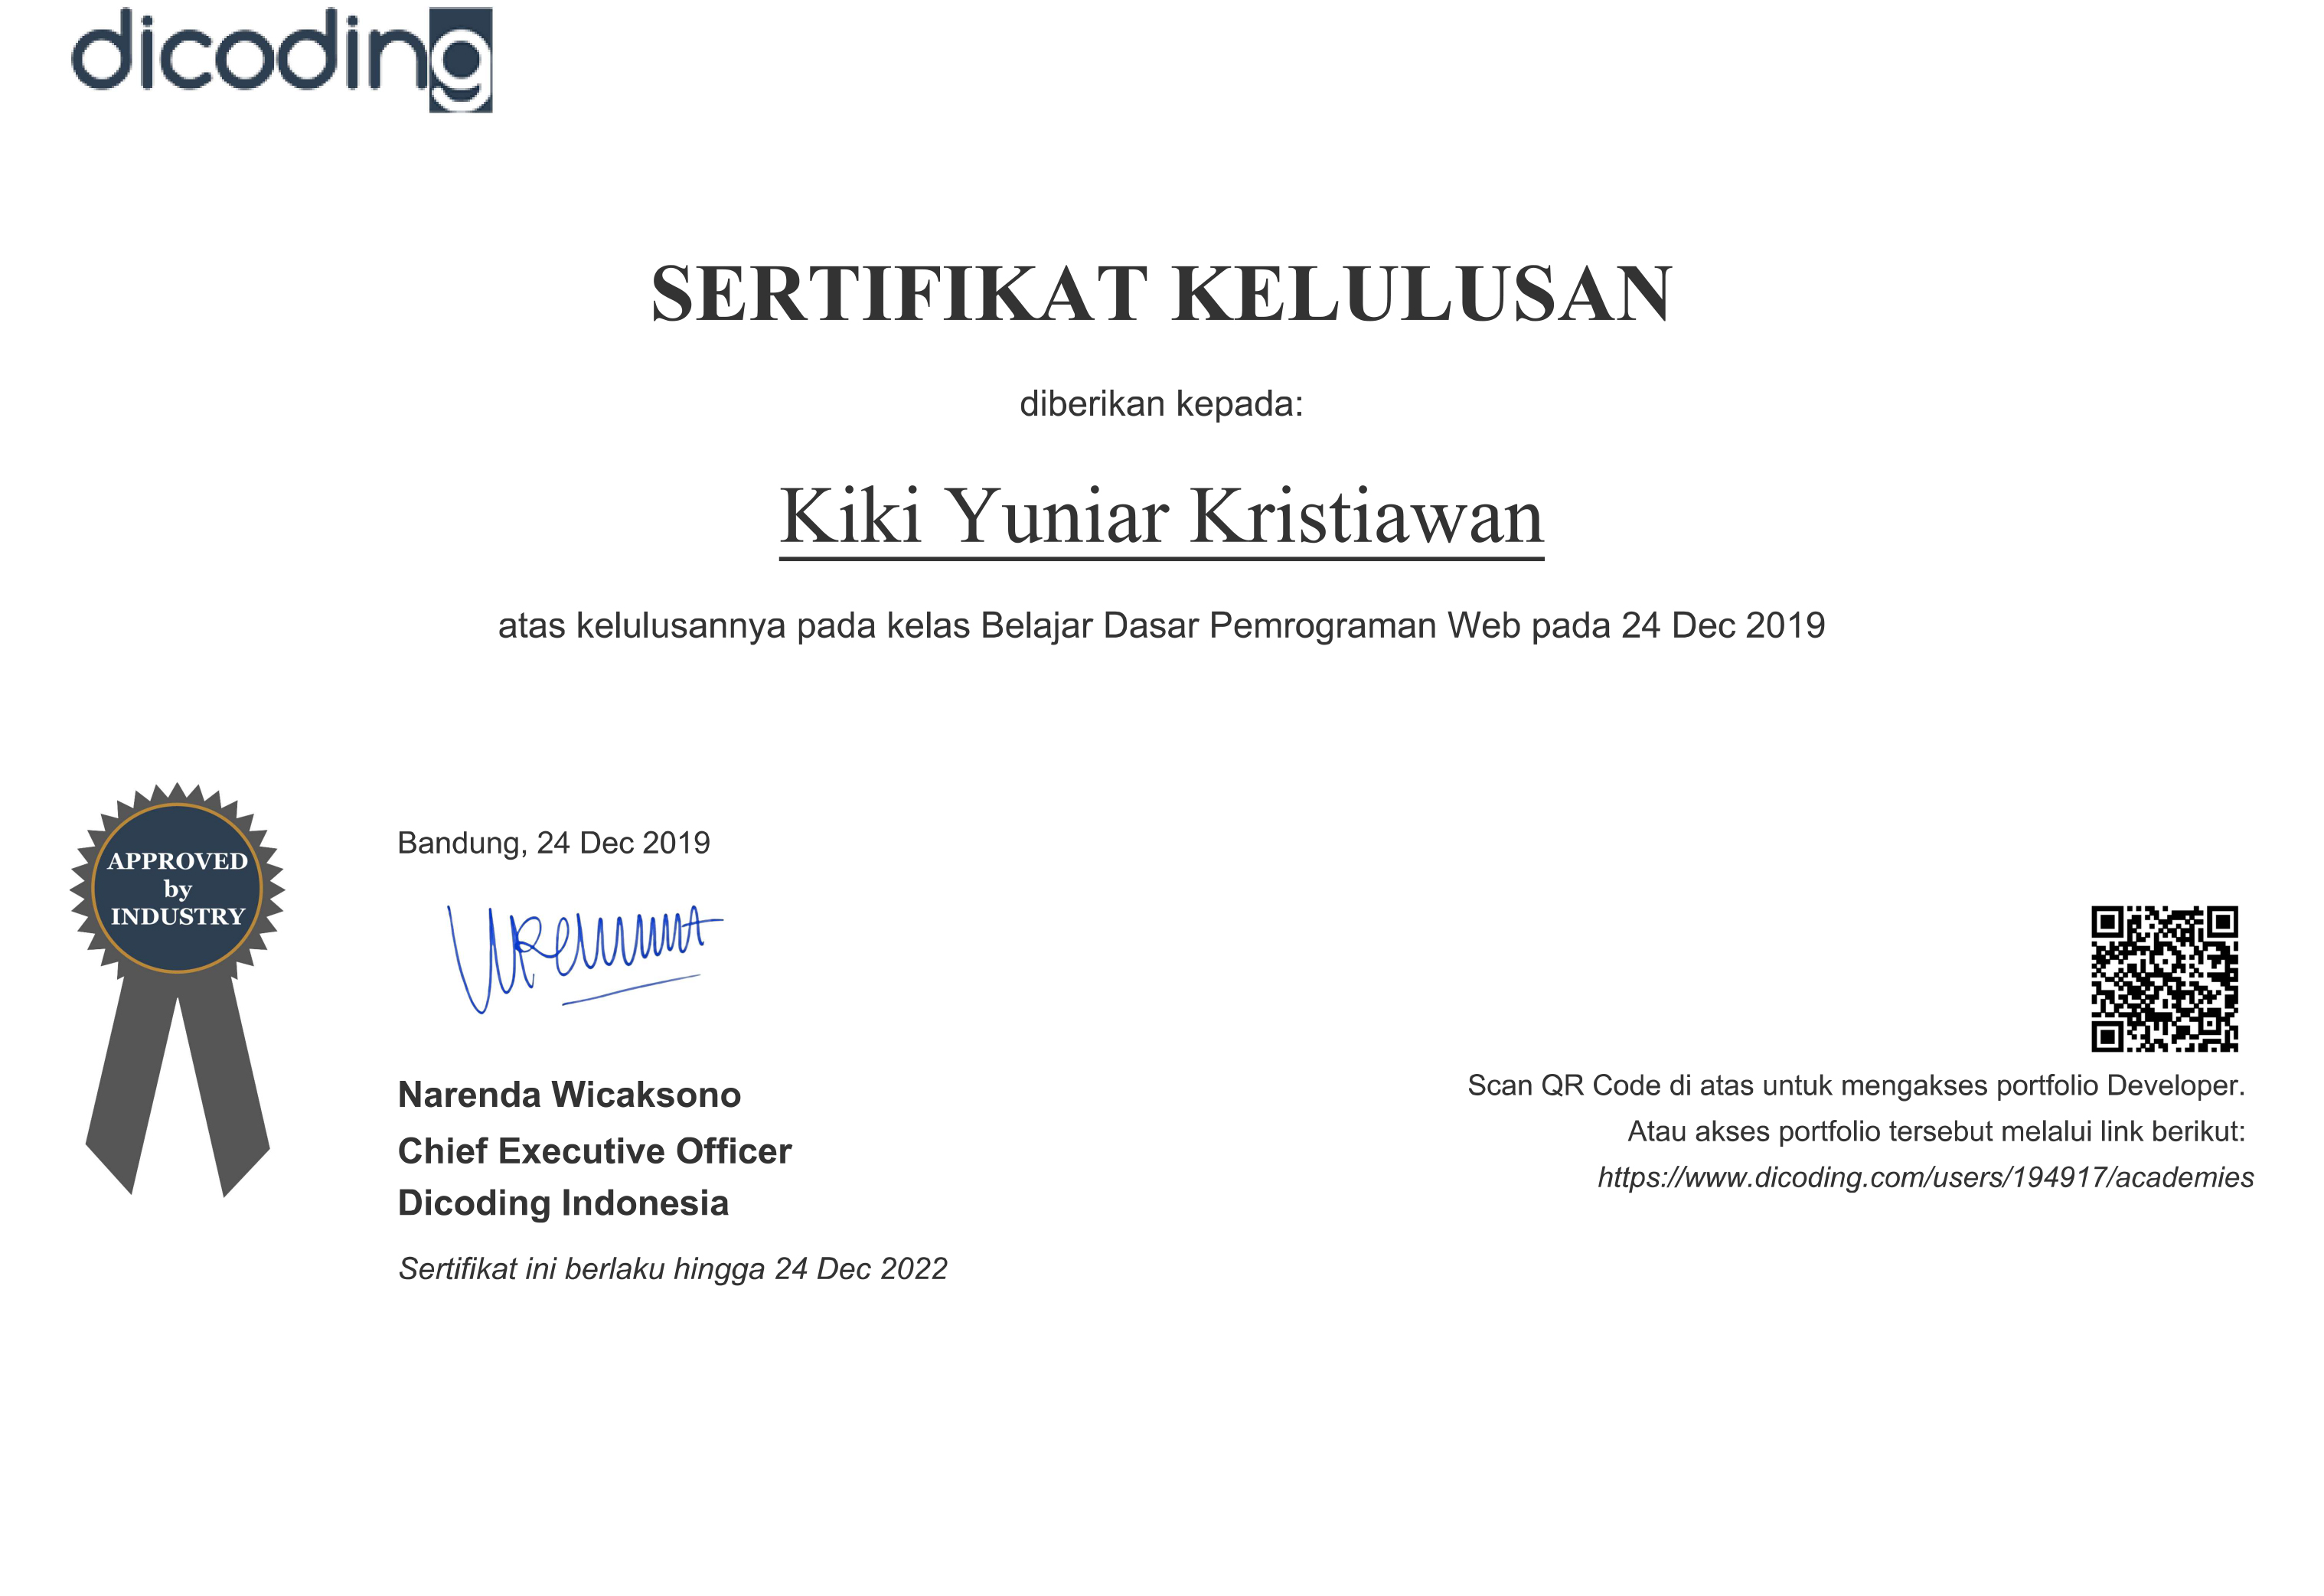 dicoding
SERTIFIKAT KELULUSAN
diberikan kepada:
Kiki Yuniar Kristiawan
atas kelulusannya pada kelas Belajar Dasar Pemrograman Web pada 24 Dec 2019
APPROVED
by
INDUSTRY
Bandung, 24 Dec 2019
Narenda Wicaksono
Chief Executive Officer
Dicoding Indonesia
Sertifikat ini berlaku hingga 24 Dec 2022
Scan QR Code di atas untuk mengakses portfolio Developer.
Atau akses portfolio tersebut melalui link berikut:
https://www.dicoding.com/users/194917/academies